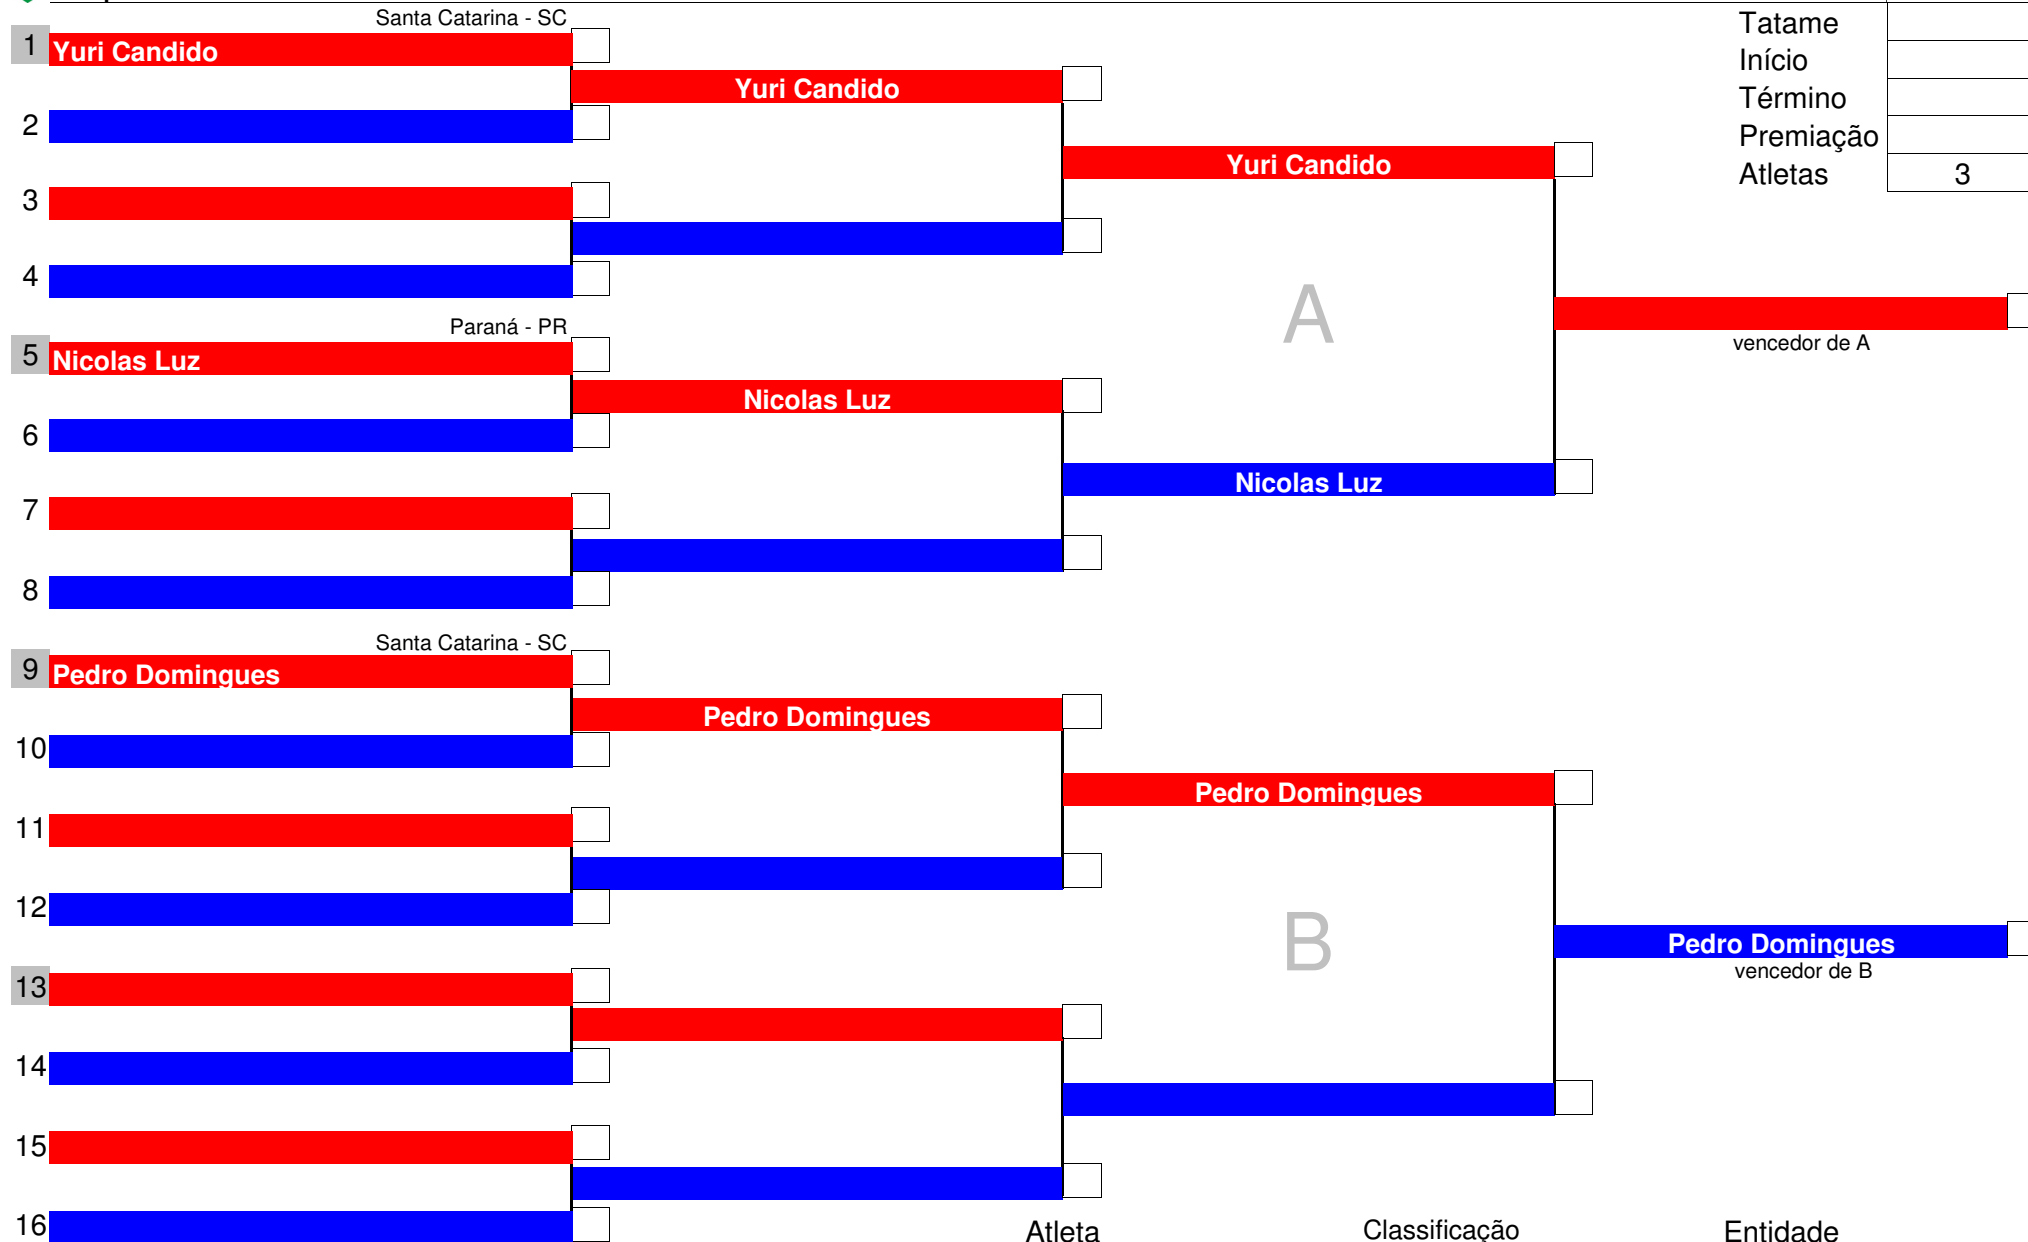 Santa Catarina - SC
Tatame
1 Yuri Candido
Início
Yuri Candido
Término
2
Premiação
Yuri Candido
Atletas 3
3
4
A
Paraná - PR
vencedor de A
5 Nicolas Luz
Nicolas Luz
6
Nicolas Luz
7
8
Santa Catarina - SC
9 Pedro Domingues
Pedro Domingues
10
Pedro Domingues
11
12
B
Pedro Domingues
vencedor de B
13
14
15
16
Atleta Classificação Entidade